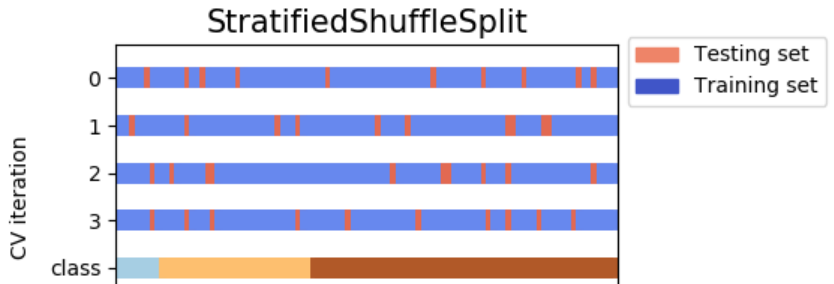 StratifiedShuffleSplit
Testing set
Training set
CV iteration
0
1
2
3
class